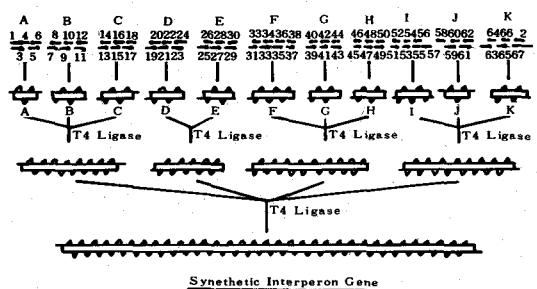 A B C D E F G H I J K
1 4 6 8 10 12 14 16 18 20 22 24 26 28 30 33 34 36 38 40 42 44 46 48 50 52 54 56 58 60 62 64 66 2
3 5 7 9 11 13 15 17 19 21 23 25 27 29 31 33 35 37 39 41 43 45 47 49 51 53 55 57 59 61 63 65 67
A B C D E F G H I J K
T4 Ligase T4 Ligase T4 Ligase T4 Ligase
T4 Ligase
Synethetic Interperon Gene